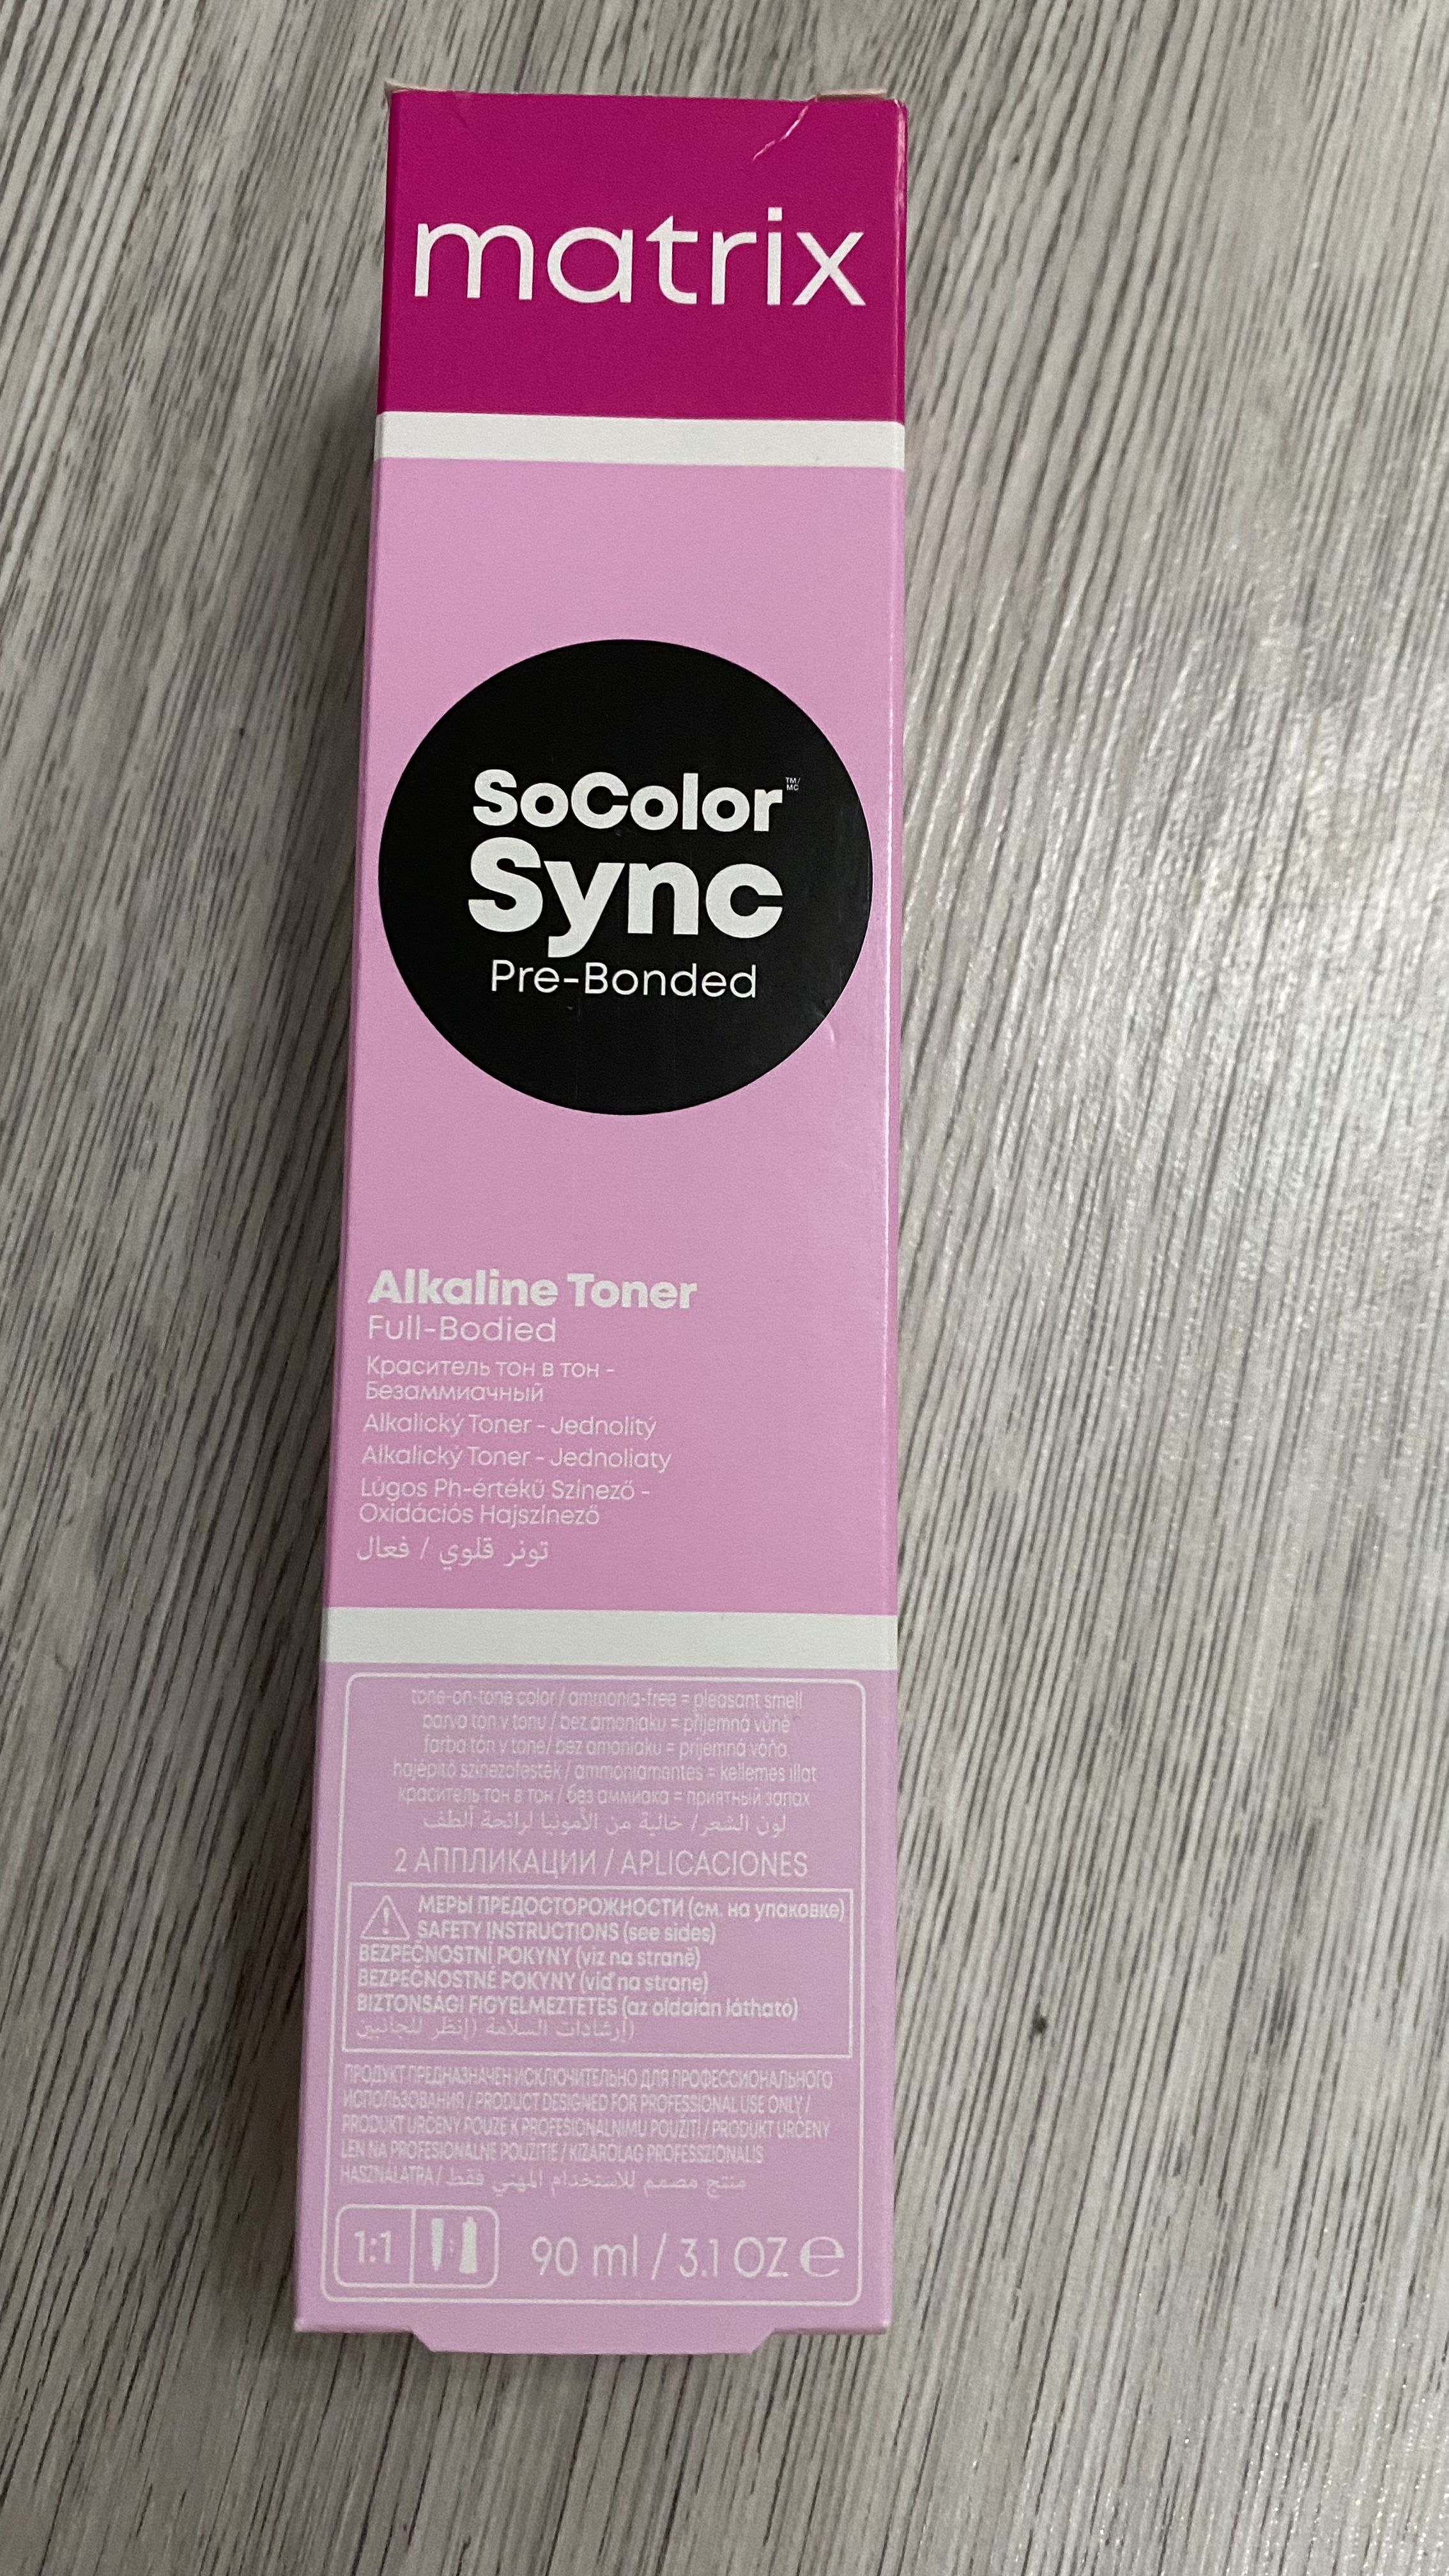 matrix
SoColor™/MC
Sync
Pre-Bonded
Alkaline Toner
Full-Bodied
Краситель тон в тон -
Безаммиачный
Alkalický Toner - Jednolitý
Alkalický Toner - Jednoliaty
Lúgos Ph-értékű Színező -
Oxidációs Hajszínező
تونر قلوي / فعال
tone-on-tone color / ammonia-free = pleasant smell
barva tón v tónu / bez amoniaku = příjemná vůně
farba tón v tóne/ bez amoniaku = príjemná vôňa
hajépítő színezőfesték / ammóniamentes = kellemes illat
краситель тон в тон / без аммиака = приятный запах
لون الشعر/ خالية من الأمونيا لرائحة ألطف
2 АППЛИКАЦИИ / APLICACIONES
МЕРЫ ПРЕДОСТОРОЖНОСТИ (см. на упаковке)
SAFETY INSTRUCTIONS (see sides)
BEZPEČNOSTNÍ POKYNY (viz na straně)
BEZPEČNOSTNÉ POKYNY (viď na strane)
BIZTONSÁGI FIGYELMEZTETÉS (az oldalán látható)
إرشادات السلامة (إنظر للجانبين)
ПРОДУКТ ПРЕДНАЗНАЧЕН ИСКЛЮЧИТЕЛЬНО ДЛЯ ПРОФЕССИОНАЛЬНОГО
ИСПОЛЬЗОВАНИЯ / PRODUCT DESIGNED FOR PROFESSIONAL USE ONLY /
PRODUKT URČENÝ POUZE K PROFESIONÁLNÍMU POUŽITÍ / PRODUKT URČENÝ
LEN NA PROFESIONÁLNE POUŽITIE / KIZÁRÓLAG PROFESSZIONÁLIS
HASZNÁLATRA / منتج مصمم للاستخدام المهني فقط
1:1
90 ml / 3.1 OZ ℮